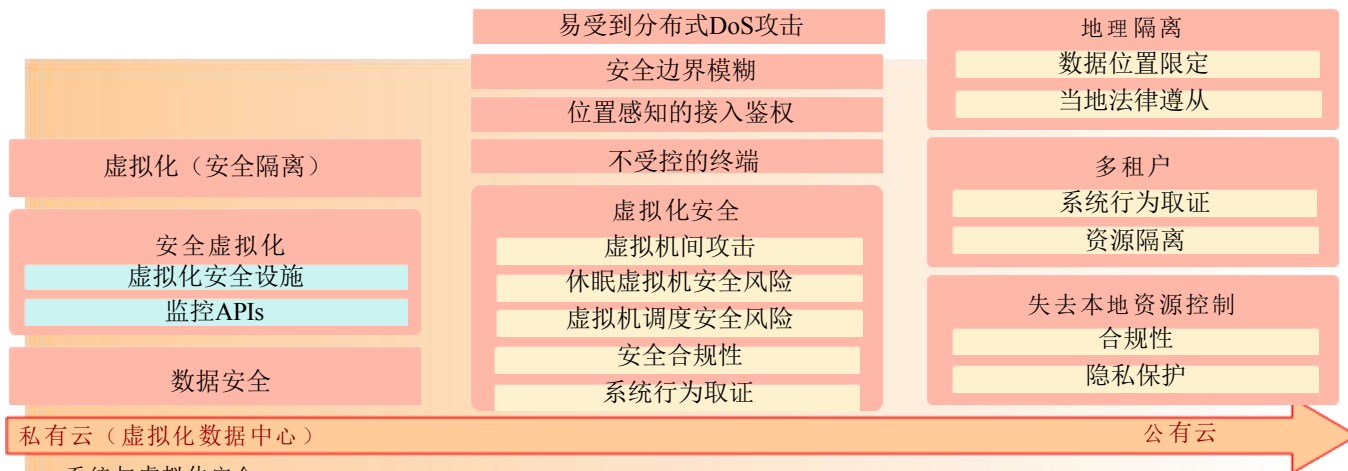 虚拟化（安全隔离）
安全虚拟化
虚拟化安全设施
监控APIs
数据安全
易受到分布式DoS攻击
安全边界模糊
位置感知的接入鉴权
不受控的终端
虚拟化安全
虚拟机间攻击
休眠虚拟机安全风险
虚拟机调度安全风险
安全合规性
系统行为取证
地理隔离
数据位置限定
当地法律遵从
多租户
系统行为取证
资源隔离
失去本地资源控制
合规性
隐私保护
私有云（虚拟化数据中心）
公有云